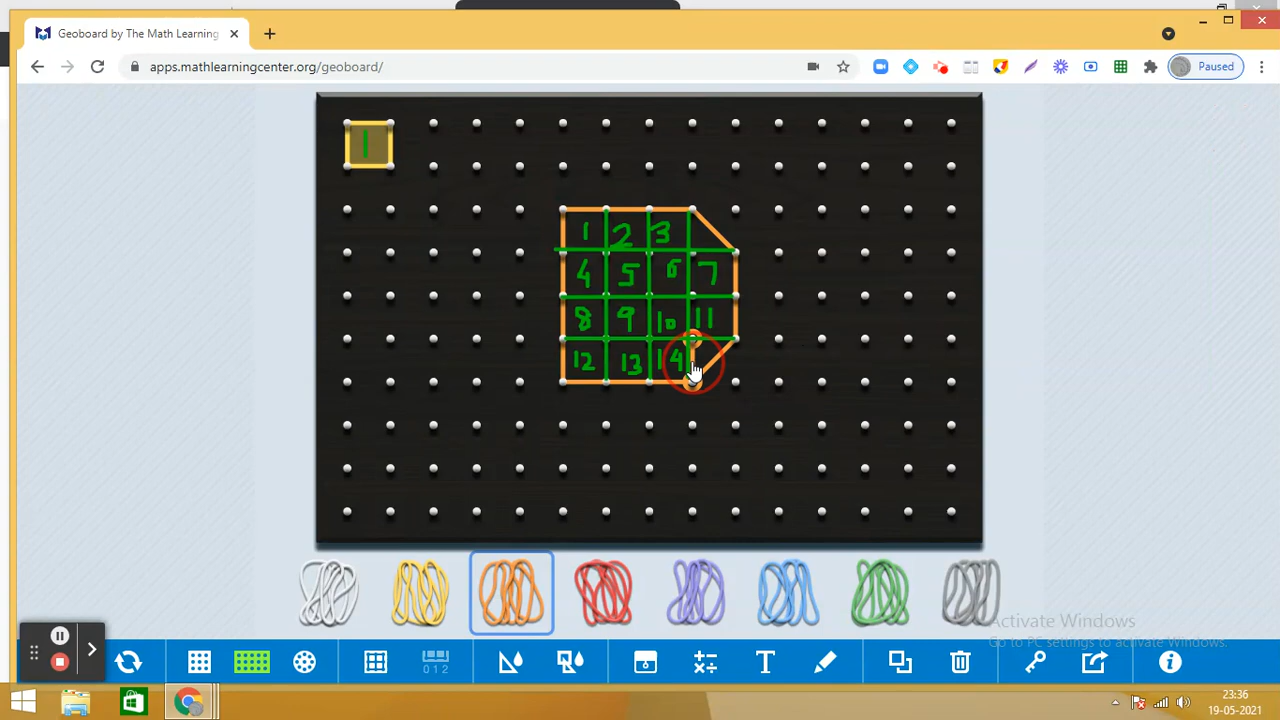 Geoboard by The Math Learning
apps.mathlearningcenter.org/geoboard/
Paused
1
1 2 3
4 5 6 7
8 9 10 11
12 13 14
Activate Windows
Go to PC settings to activate Windows.
0 1 2
T
23:36
19-05-2021